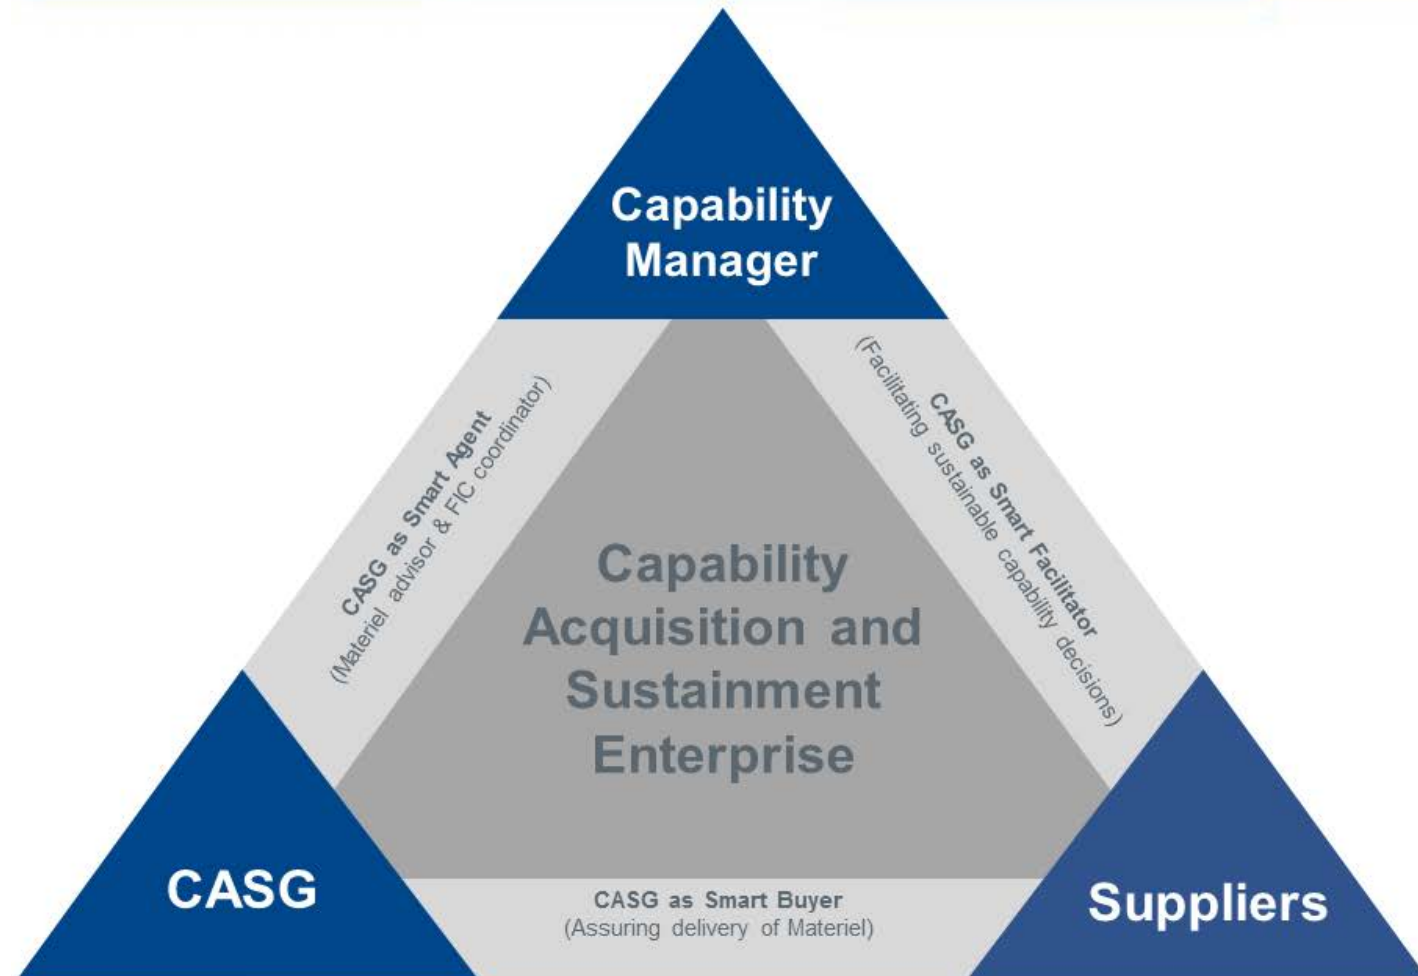 Capability
Manager
CASG as Smart Agent
(Materiel advisor & FIC coordinator)
CASG as Smart Facilitator
(Facilitating sustainable capability decisions)
Capability
Acquisition and
Sustainment
Enterprise
CASG
CASG as Smart Buyer
(Assuring delivery of Materiel)
Suppliers